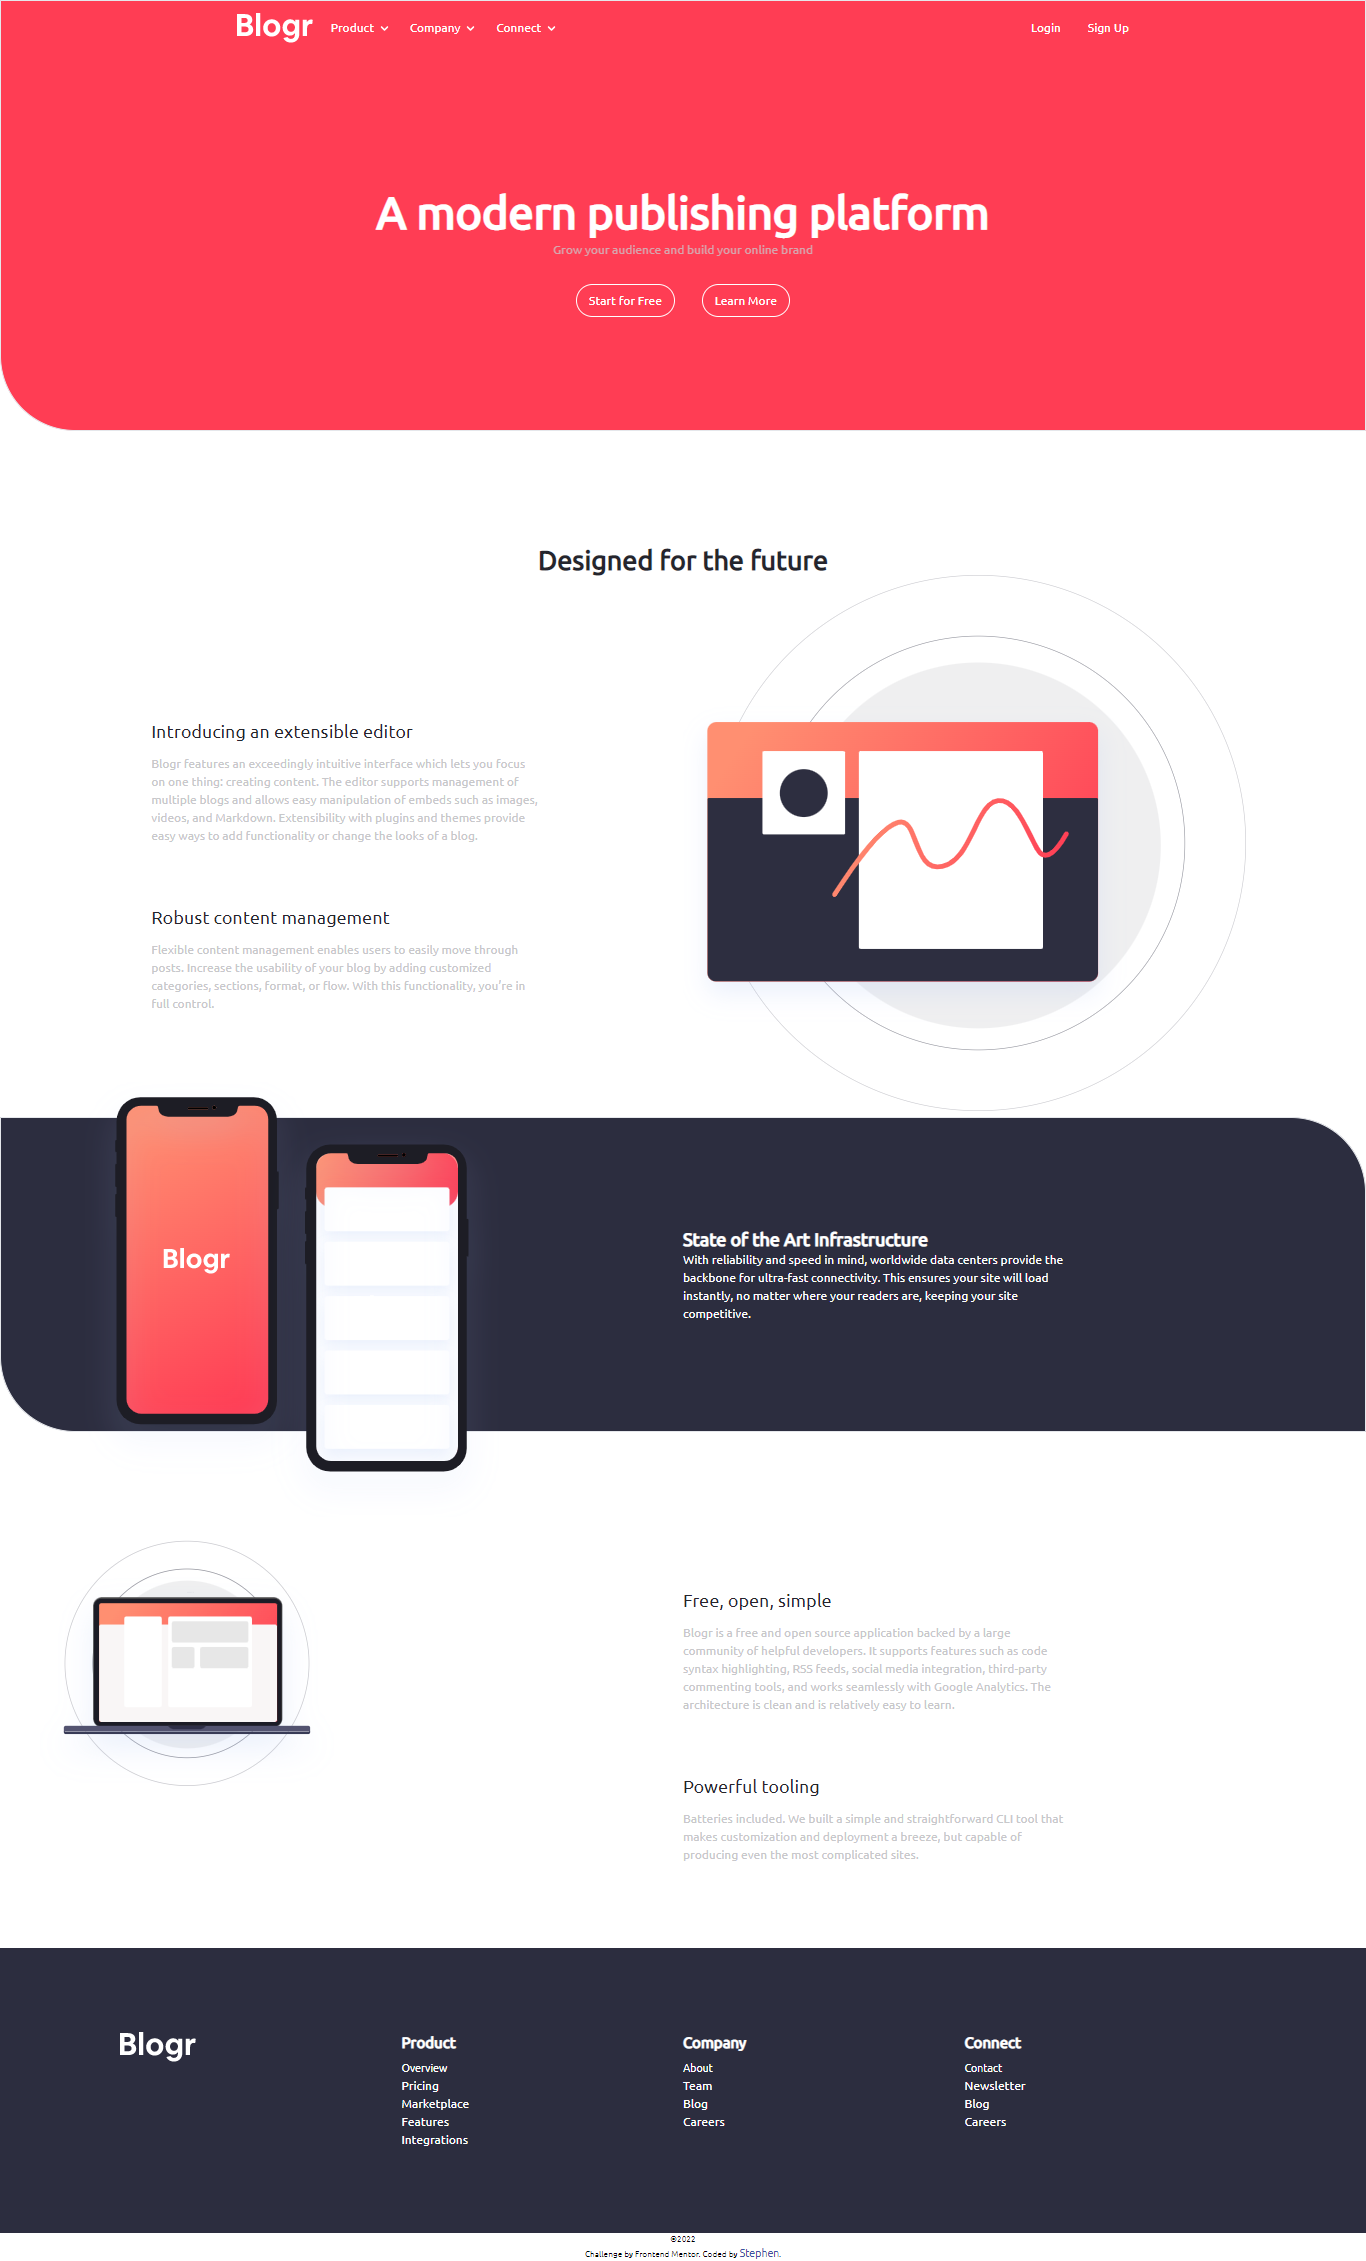 Blogr Product Company Connect Login Sign Up
A modern publishing platform
Grow your audience and build your online brand
Start for Free Learn More
Designed for the future
Introducing an extensible editor
Blogr features an exceedingly intuitive interface which lets you focus
on one thing: creating content. The editor supports management of
multiple blogs and allows easy manipulation of embeds such as images,
videos, and Markdown. Extensibility with plugins and themes provide
easy ways to add functionality or change the looks of a blog.
Robust content management
Flexible content management enables users to easily move through
posts. Increase the usability of your blog by adding customized
categories, sections, format, or flow. With this functionality, you're in
full control.
Blogr
State of the Art Infrastructure
With reliability and speed in mind, worldwide data centers provide the
backbone for ultra-fast connectivity. This ensures your site will load
instantly, no matter where your readers are, keeping your site
competitive.
Free, open, simple
Blogr is a free and open source application backed by a large
community of helpful developers. It supports features such as code
syntax highlighting, RSS feeds, social media integration, third-party
commenting tools, and works seamlessly with Google Analytics. The
architecture is clean and is relatively easy to learn.
Powerful tooling
Batteries included. We built a simple and straightforward CLI tool that
makes customization and deployment a breeze, but capable of
producing even the most complicated sites.
Blogr
Product
Overview
Pricing
Marketplace
Features
Integrations
Company
About
Team
Blog
Careers
Connect
Contact
Newsletter
Blog
Careers
©2022
Challenge by Frontend Mentor. Coded by Stephen.